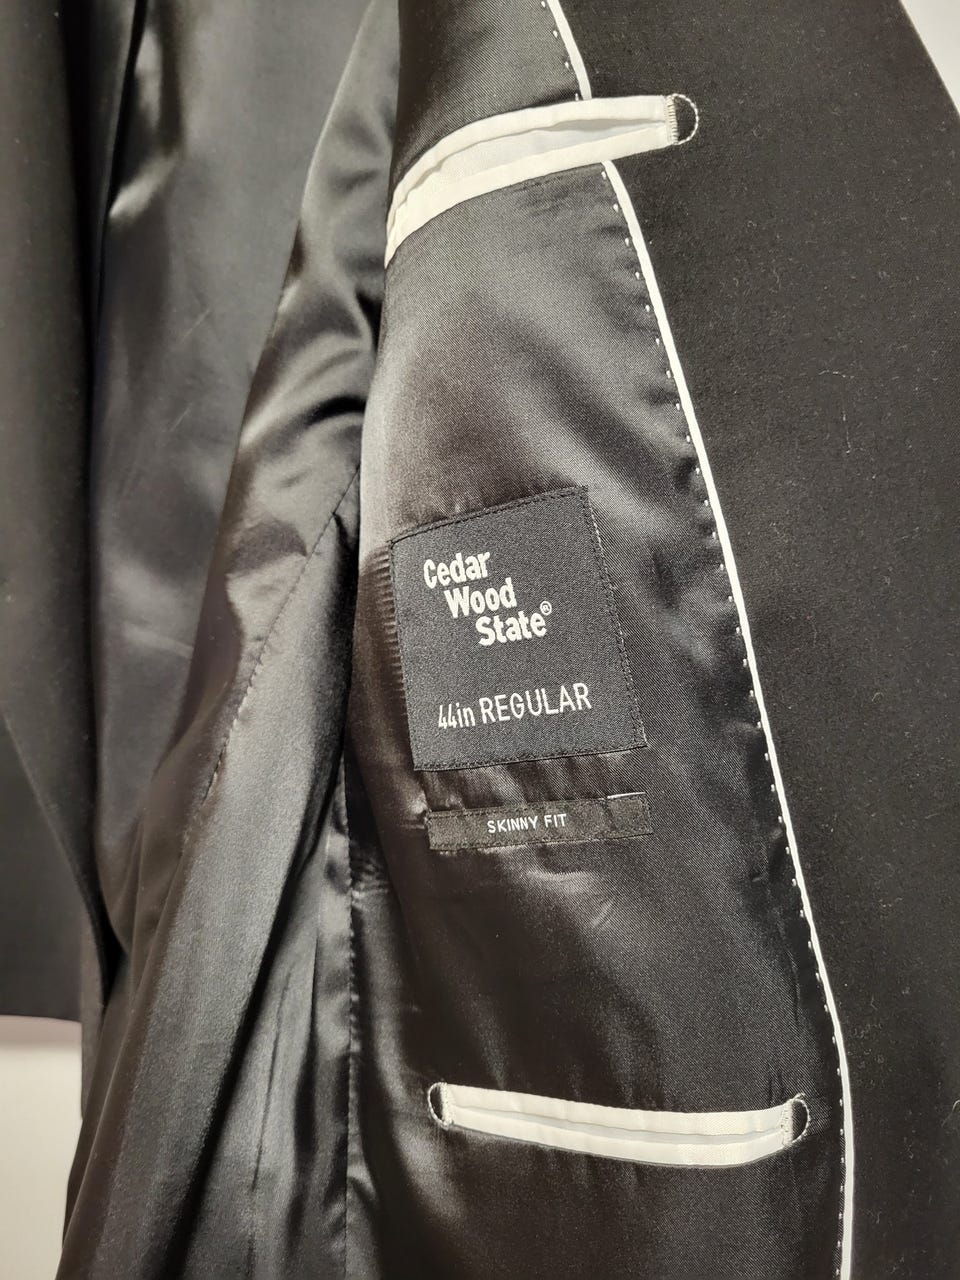 Cedar
Wood
State®
44in REGULAR
SKINNY FIT